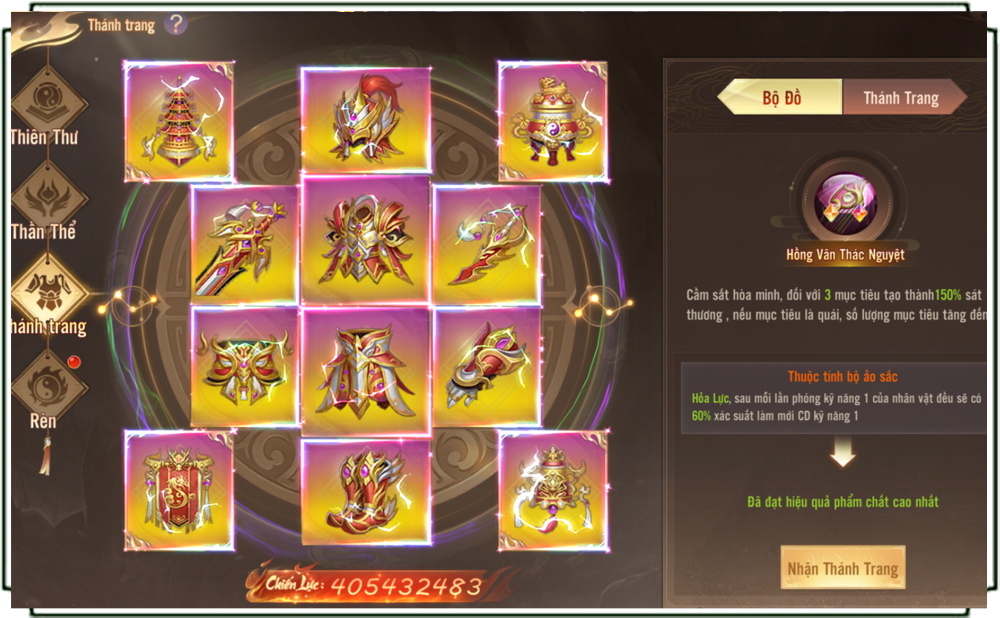 Thánh trang ?
Thiên Thư
Thần Thể
hánh trang
Rèn
Chiến Lực: 405432483
Bộ Đồ
Thánh Trang
Hồng Vân Thác Nguyệt
Cầm sát hòa minh, đối với 3 mục tiêu tạo thành150% sát
thương , nếu mục tiêu là quái, số lượng mục tiêu tăng đến
Thuộc tính bộ ảo sắc
Hỏa Lực, sau mỗi lần phóng kỹ năng 1 của nhân vật đều sẽ có
60% xác suất làm mới CD kỹ năng 1
Đã đạt hiệu quả phẩm chất cao nhất
Nhận Thánh Trang